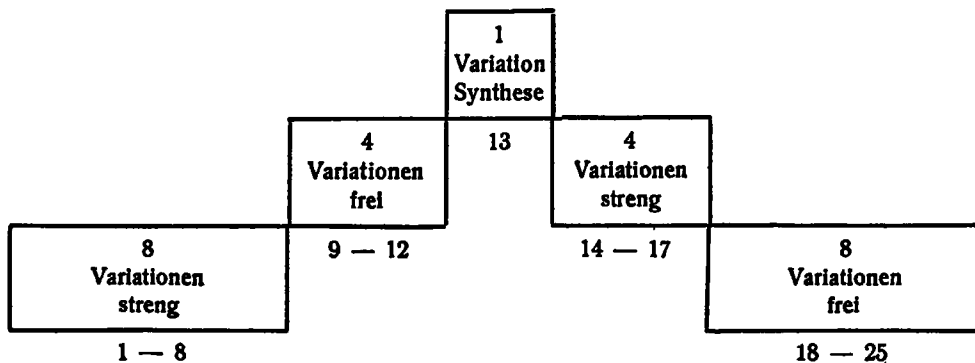 1
Variation
Synthese
13
4
Variationen
frei
9 — 12
4
Variationen
streng
14 — 17
8
Variationen
streng
1 — 8
8
Variationen
frei
18 — 25